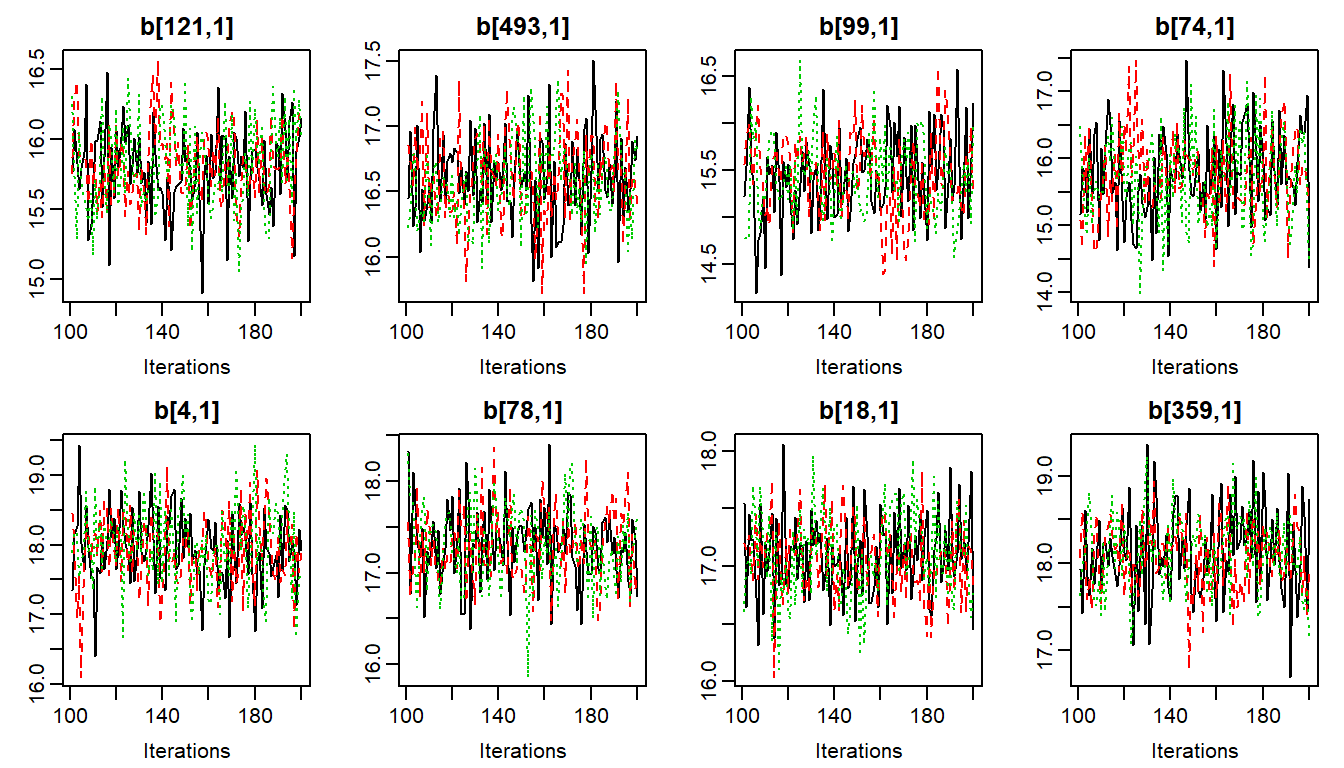 b[121,1] b[493,1] b[99,1] b[74,1]
15.0 15.5 16.0 16.5
16.0 16.5 17.0 17.5
14.5 15.5 16.5
14.0 15.0 16.0 17.0
100 140 180 100 140 180 100 140 180 100 140 180
Iterations Iterations Iterations Iterations
b[4,1] b[78,1] b[18,1] b[359,1]
16.0 17.0 18.0 19.0
16.0 17.0 18.0
16.0 17.0 18.0
17.0 18.0 19.0
100 140 180 100 140 180 100 140 180 100 140 180
Iterations Iterations Iterations Iterations